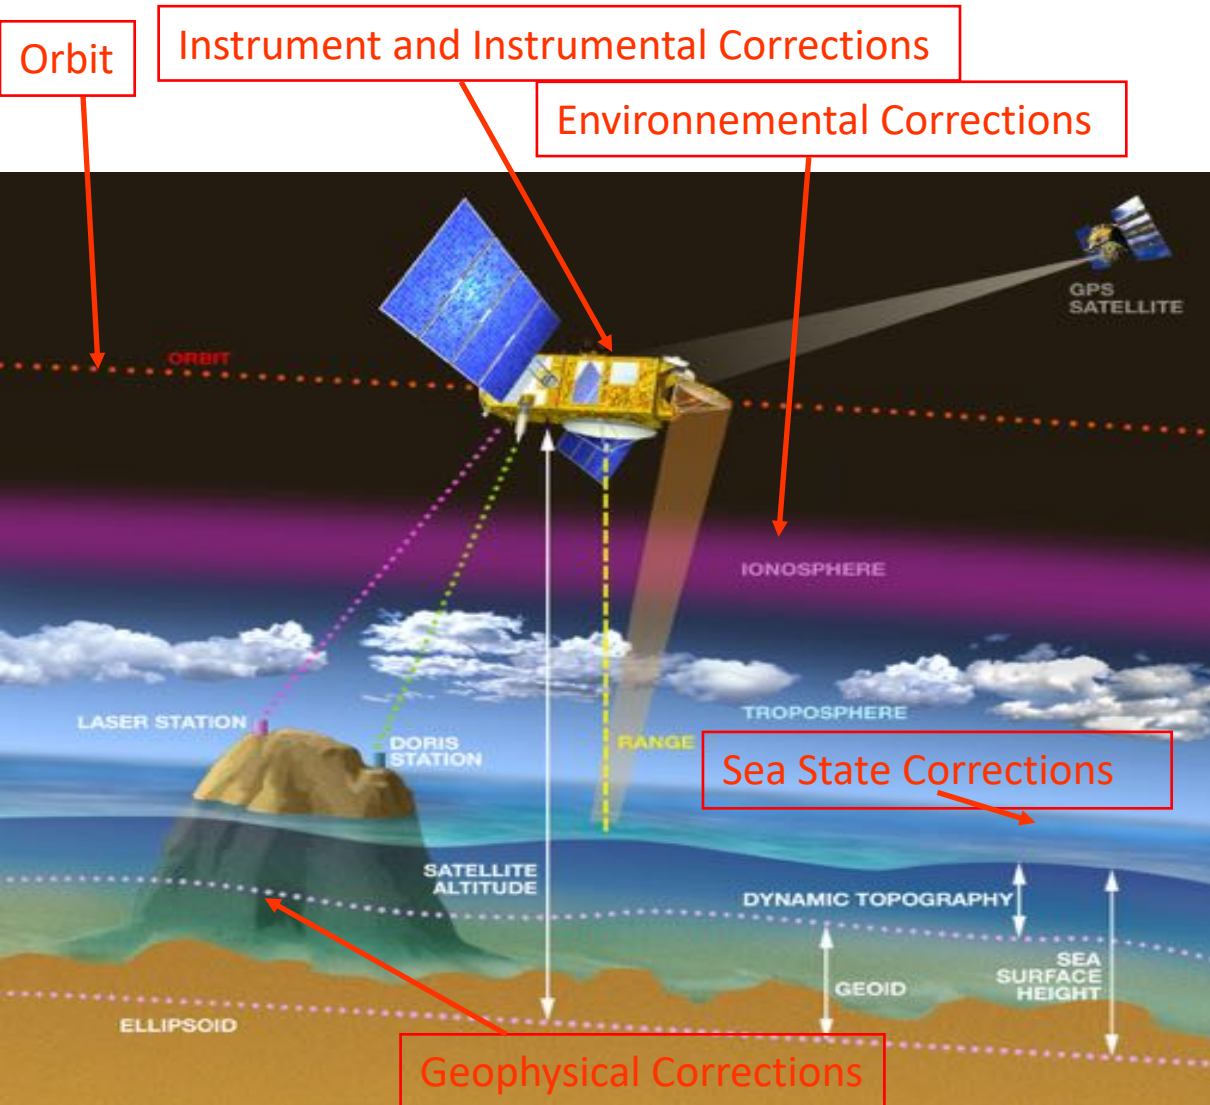 Orbit
Instrument and Instrumental Corrections
Environnemental Corrections
GPS
SATELLITE
ORBIT
IONOSPHERE
TROPOSPHERE
LASER STATION
DORIS
STATION
RANGE
Sea State Corrections
SATELLITE
ALTITUDE
DYNAMIC TOPOGRAPHY
SEA
SURFACE
HEIGHT
GEOID
ELLIPSOID
Geophysical Corrections